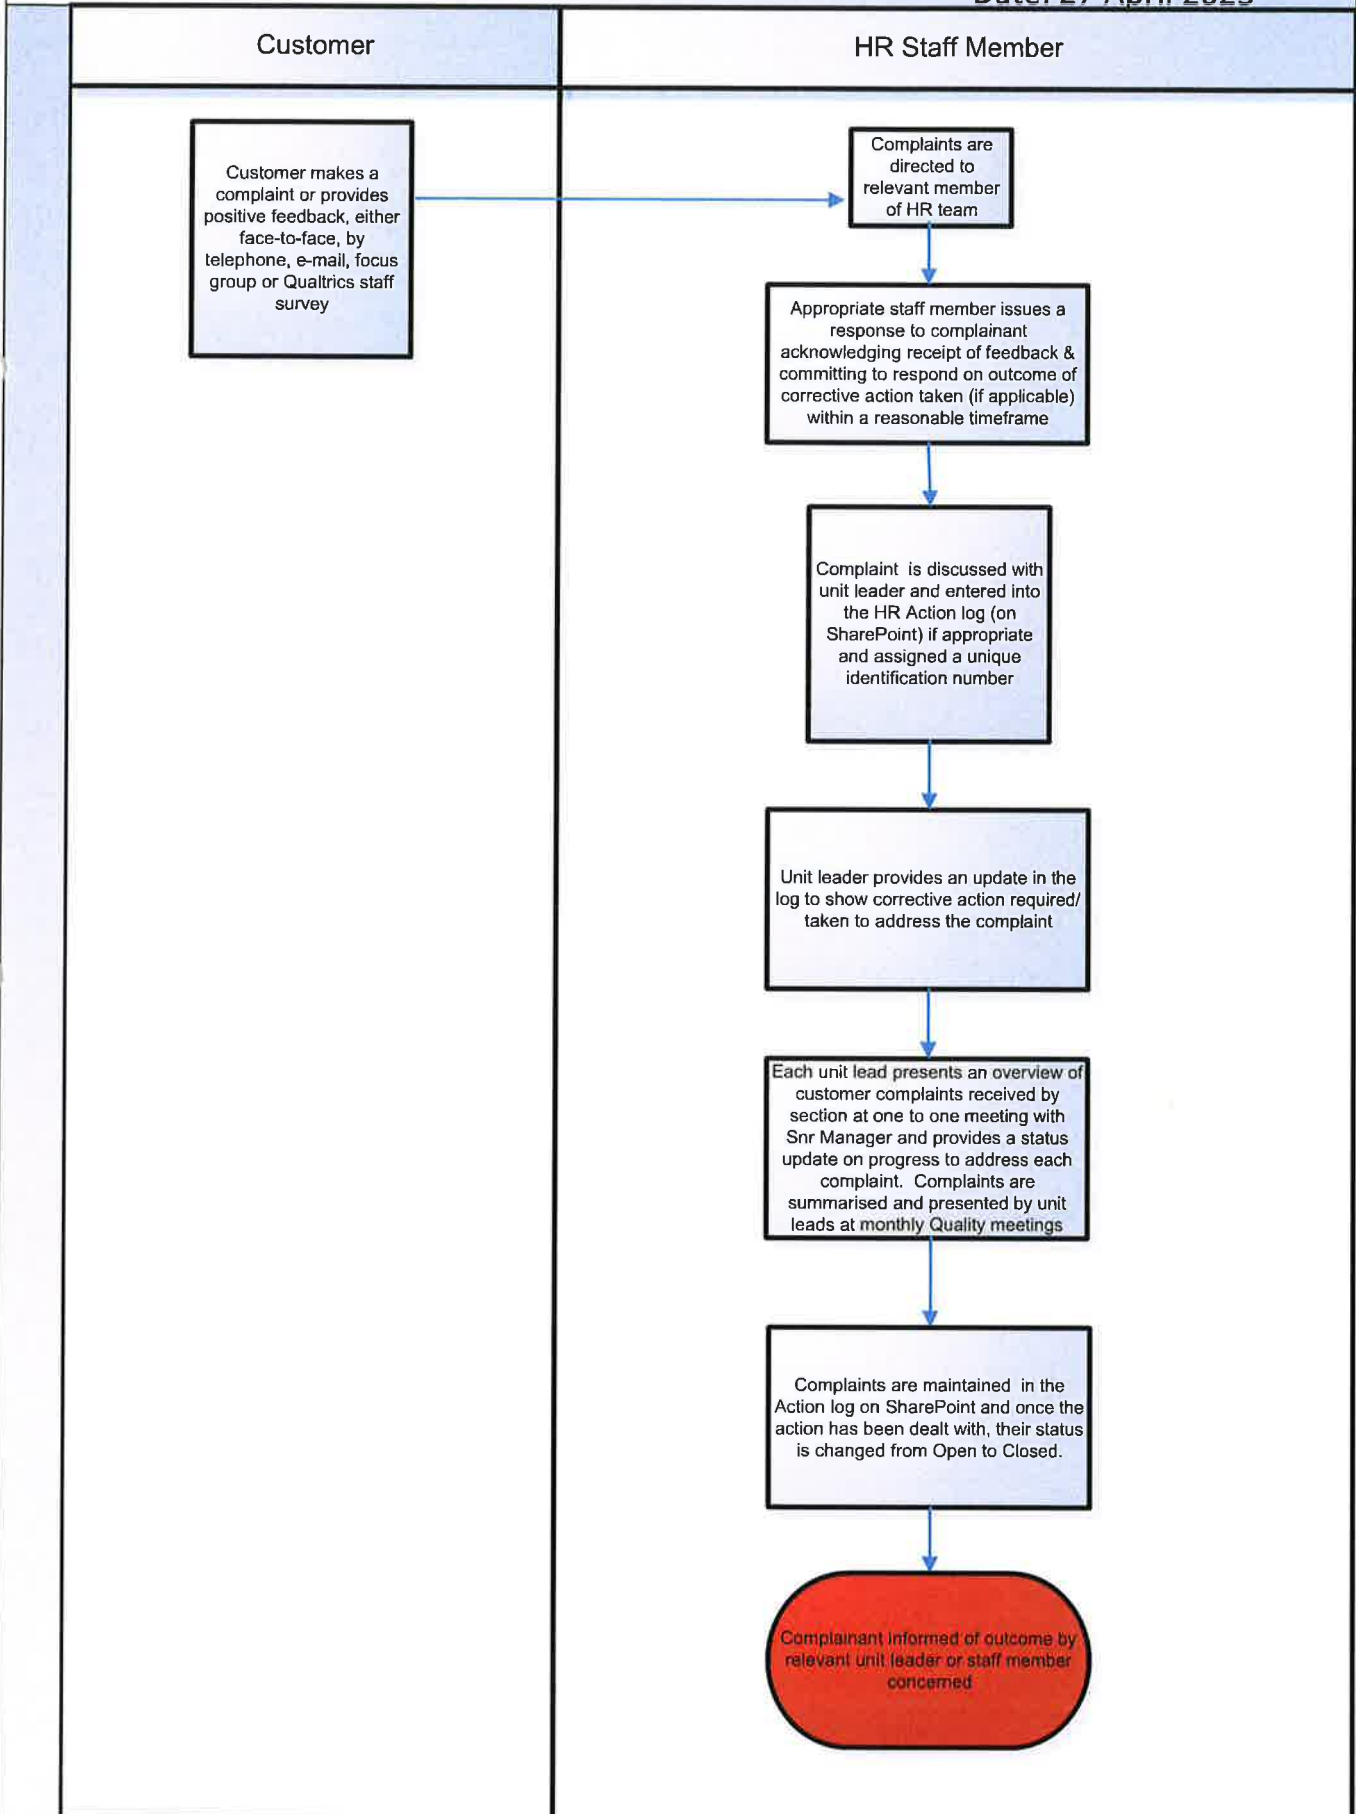 Date: 27 April 2023
Customer
HR Staff Member
Customer makes a
complaint or provides
positive feedback, either
face-to-face, by
telephone, e-mail, focus
group or Qualtrics staff
survey
Complaints are
directed to
relevant member
of HR team
Appropriate staff member issues a
response to complainant
acknowledging receipt of feedback &
committing to respond on outcome of
corrective action taken (if applicable)
within a reasonable timeframe
Complaint is discussed with
unit leader and entered into
the HR Action log (on
SharePoint) if appropriate
and assigned a unique
identification number
Unit leader provides an update in the
log to show corrective action required/
taken to address the complaint
Each unit lead presents an overview of
customer complaints received by
section at one to one meeting with
Snr Manager and provides a status
update on progress to address each
complaint. Complaints are
summarised and presented by unit
leads at monthly Quality meetings
Complaints are maintained in the
Action log on SharePoint and once the
action has been dealt with, their status
is changed from Open to Closed.
Complainant informed of outcome by
relevant unit leader or staff member
concerned